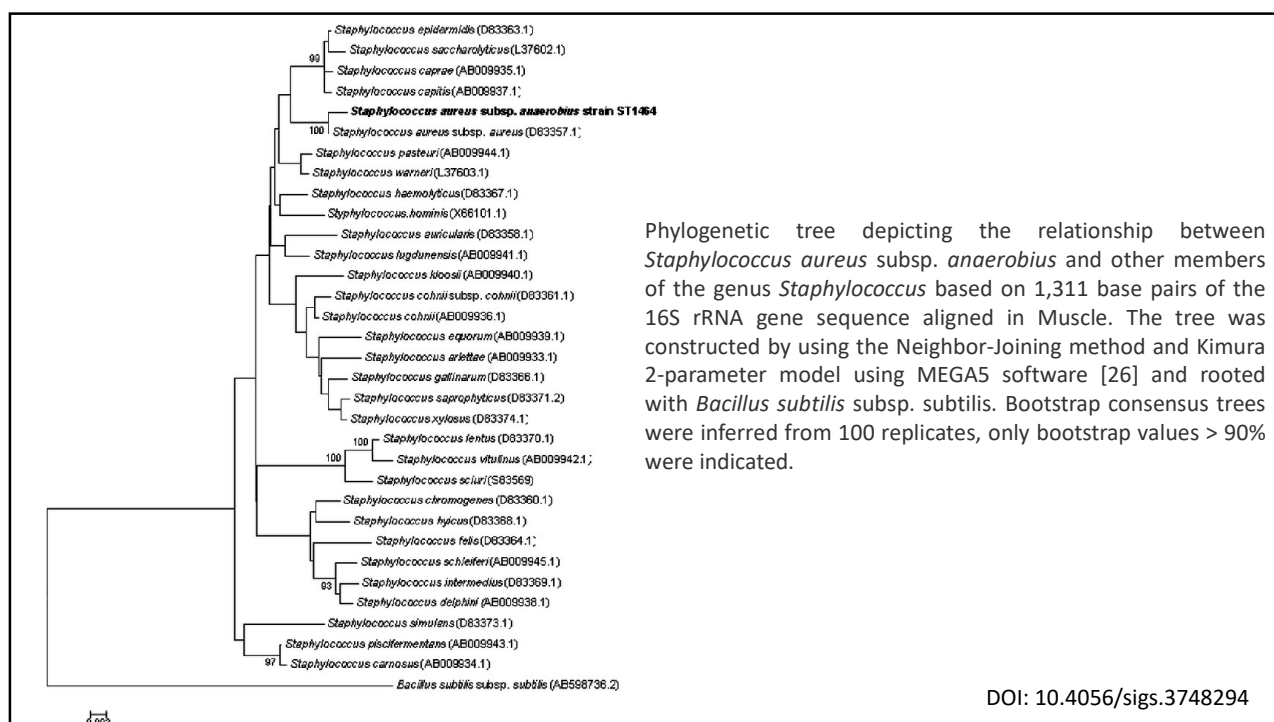 Staphylococcus epidermidis (D83363.1)
Staphylococcus saccharolyticus (L37602.1)
99
Staphylococcus caprae (AB009935.1)
Staphylococcus capitis (AB009937.1)
Staphylococcus aureus subsp. anaerobius strain ST1464
100
Staphylococcus aureus subsp. aureus (D83357.1)
Staphylococcus pasteuri (AB009944.1)
Staphylococcus warneri (L37603.1)
Staphylococcus haemolyticus (D83367.1)
Styphylococcus.hominis (X66101.1)
Staphylococcus auricularis (D83358.1)
Staphylococcus lugdunensis (AB009941.1)
Staphylococcus kloosii (AB009940.1)
Staphylococcus cohnii subsp. cohnii (D83361.1)
Staphylococcus cohnii (AB009936.1)
Staphylococcus equorum (AB009939.1)
Staphylococcus arlettae (AB009933.1)
Staphylococcus gallinarum (D83366.1)
Staphylococcus saprophyticus (D83371.2)
Staphylococcus xylosus (D83374.1)
Staphylococcus lentus (D83370.1)
100
Staphylococcus vitulinus (AB009942.1)
100
Staphylococcus sciuri (S83569)
Staphylococcus chromogenes (D83360.1)
Staphylococcus hyicus (D83368.1)
Staphylococcus felis (D83364.1)
Staphylococcus schleiferi (AB009945.1)
93
Staphylococcus intermedius (D83369.1)
Staphylococcus delphini (AB009938.1)
Staphylococcus simulans (D83373.1)
Staphylococcus piscifermentans (AB009943.1)
97
Staphylococcus carnosus (AB009934.1)
Bacillus subtilis subsp. subtilis (AB598736.2)
Phylogenetic tree depicting the relationship between
Staphylococcus aureus subsp. anaerobius and other members
of the genus Staphylococcus based on 1,311 base pairs of the
16S rRNA gene sequence aligned in Muscle. The tree was
constructed by using the Neighbor-Joining method and Kimura
2-parameter model using MEGA5 software [26] and rooted
with Bacillus subtilis subsp. subtilis. Bootstrap consensus trees
were inferred from 100 replicates, only bootstrap values > 90%
were indicated.
DOI: 10.4056/sigs.3748294